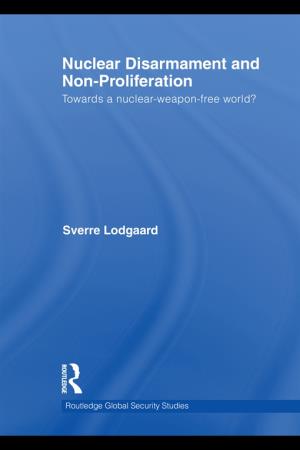 Nuclear Disarmament and
Non-Proliferation
Towards a nuclear-weapon-free world?
Sverre Lodgaard
ROUTLEDGE
Routledge Global Security Studies